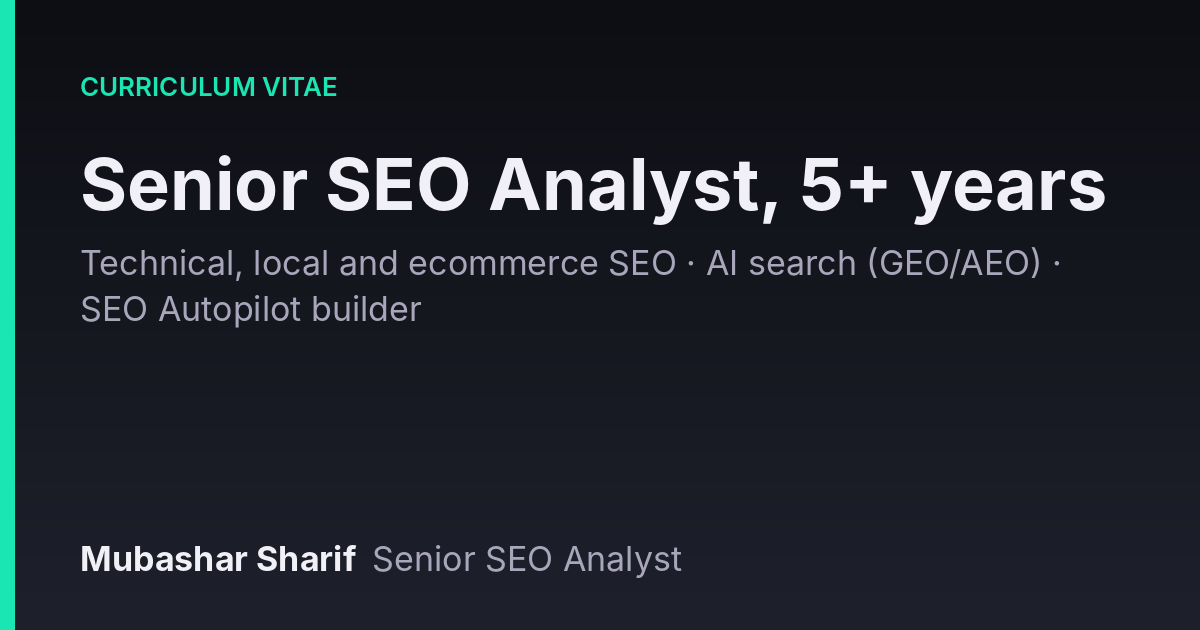 CURRICULUM VITAE
Senior SEO Analyst, 5+ years
Technical, local and ecommerce SEO · AI search (GEO/AEO) ·
SEO Autopilot builder
Mubashar Sharif Senior SEO Analyst